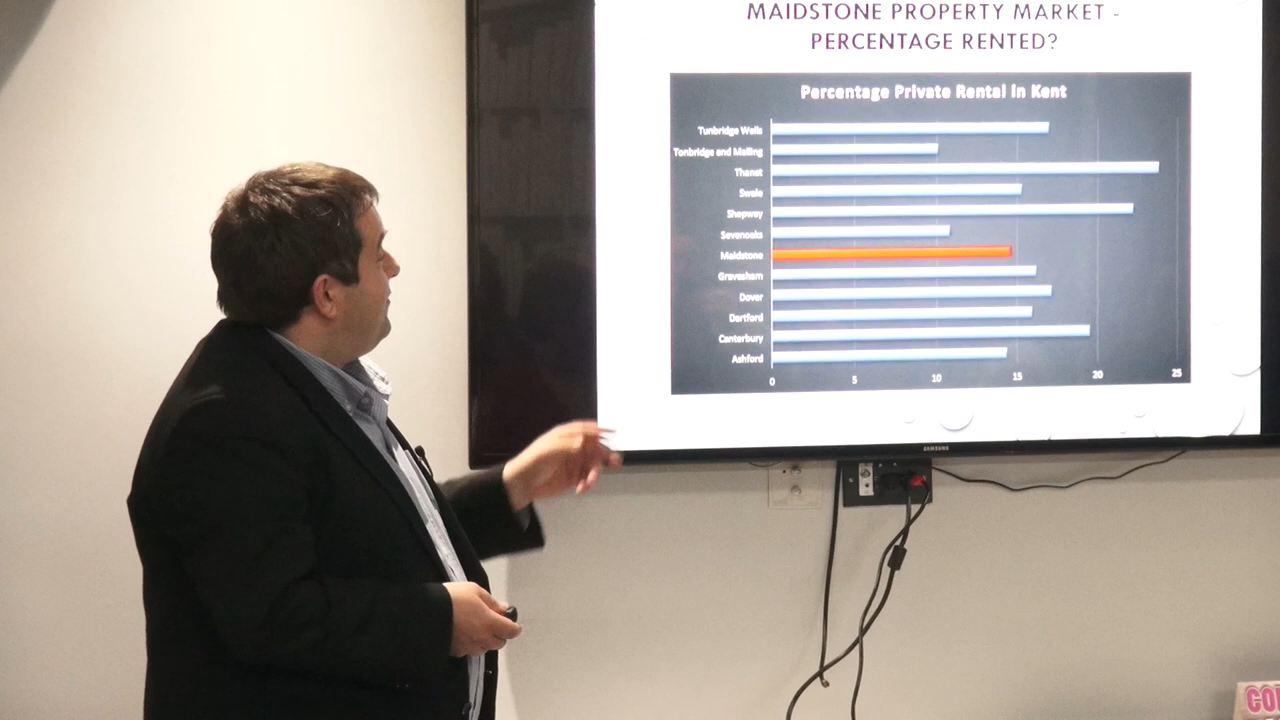 MAIDSTONE PROPERTY MARKET -
PERCENTAGE RENTED?
Percentage Private Rental in Kent
Tunbridge Wells
Tonbridge and Malling
Thanet
Swale
Shepway
Sevenoaks
Maidstone
Gravesham
Dover
Dartford
Canterbury
Ashford
0 5 10 15 20 25
SAMSUNG